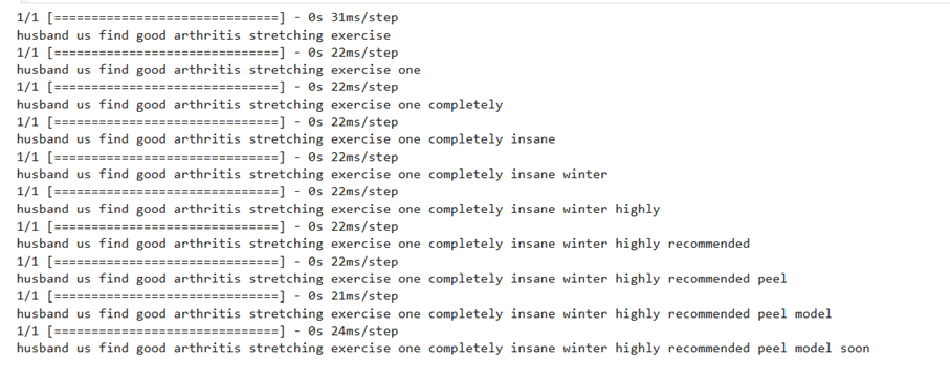 1/1 [==============================] - 0s 31ms/step
husband us find good arthritis stretching exercise
1/1 [==============================] - 0s 22ms/step
husband us find good arthritis stretching exercise one
1/1 [==============================] - 0s 22ms/step
husband us find good arthritis stretching exercise one completely
1/1 [==============================] - 0s 22ms/step
husband us find good arthritis stretching exercise one completely insane
1/1 [==============================] - 0s 22ms/step
husband us find good arthritis stretching exercise one completely insane winter
1/1 [==============================] - 0s 22ms/step
husband us find good arthritis stretching exercise one completely insane winter highly
1/1 [==============================] - 0s 22ms/step
husband us find good arthritis stretching exercise one completely insane winter highly recommended
1/1 [==============================] - 0s 22ms/step
husband us find good arthritis stretching exercise one completely insane winter highly recommended peel
1/1 [==============================] - 0s 21ms/step
husband us find good arthritis stretching exercise one completely insane winter highly recommended peel model
1/1 [==============================] - 0s 24ms/step
husband us find good arthritis stretching exercise one completely insane winter highly recommended peel model soon